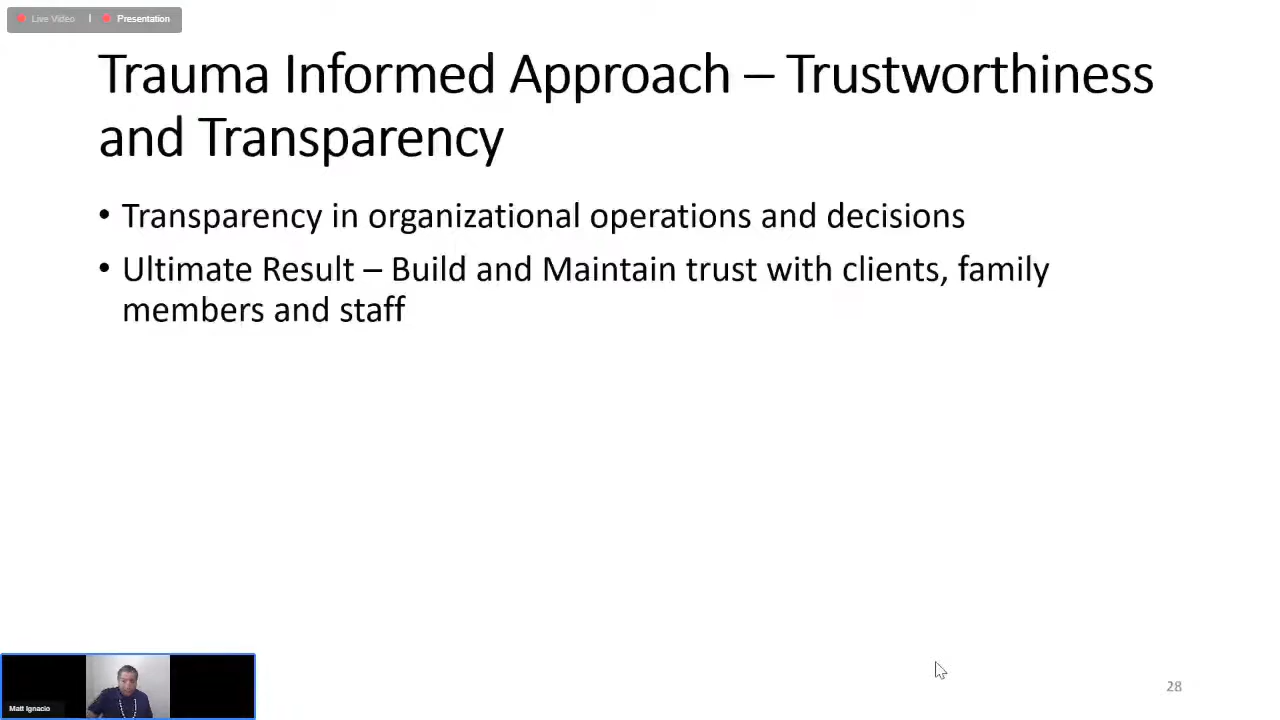 Live Video | Presentation
Trauma Informed Approach – Trustworthiness
and Transparency
• Transparency in organizational operations and decisions
• Ultimate Result – Build and Maintain trust with clients, family
members and staff
Matt Ignacio
28